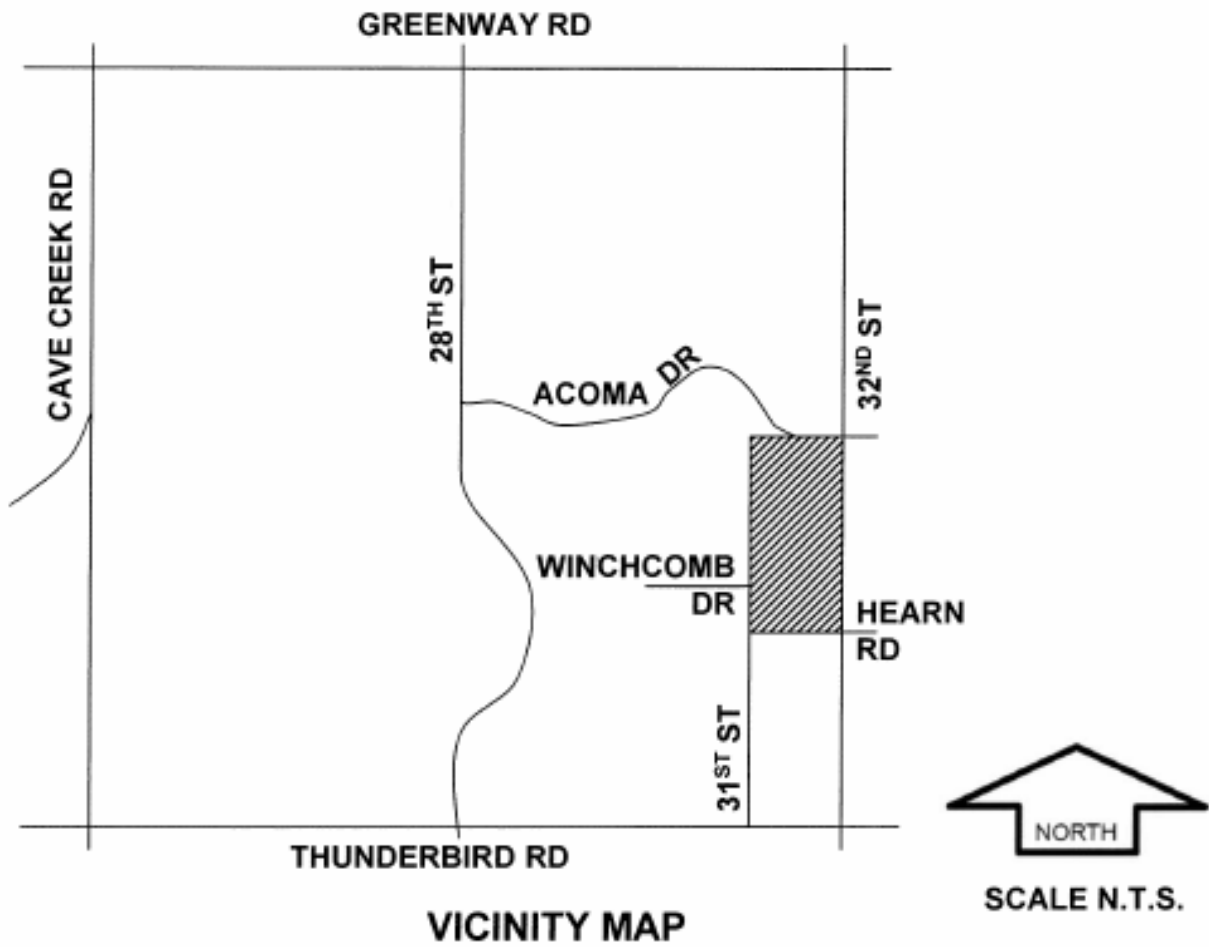 GREENWAY RD
CAVE CREEK RD
28TH ST
32ND ST
ACOMA DR
WINCHCOMB
DR
HEARN
RD
31ST ST
THUNDERBIRD RD
NORTH
SCALE N.T.S.
VICINITY MAP